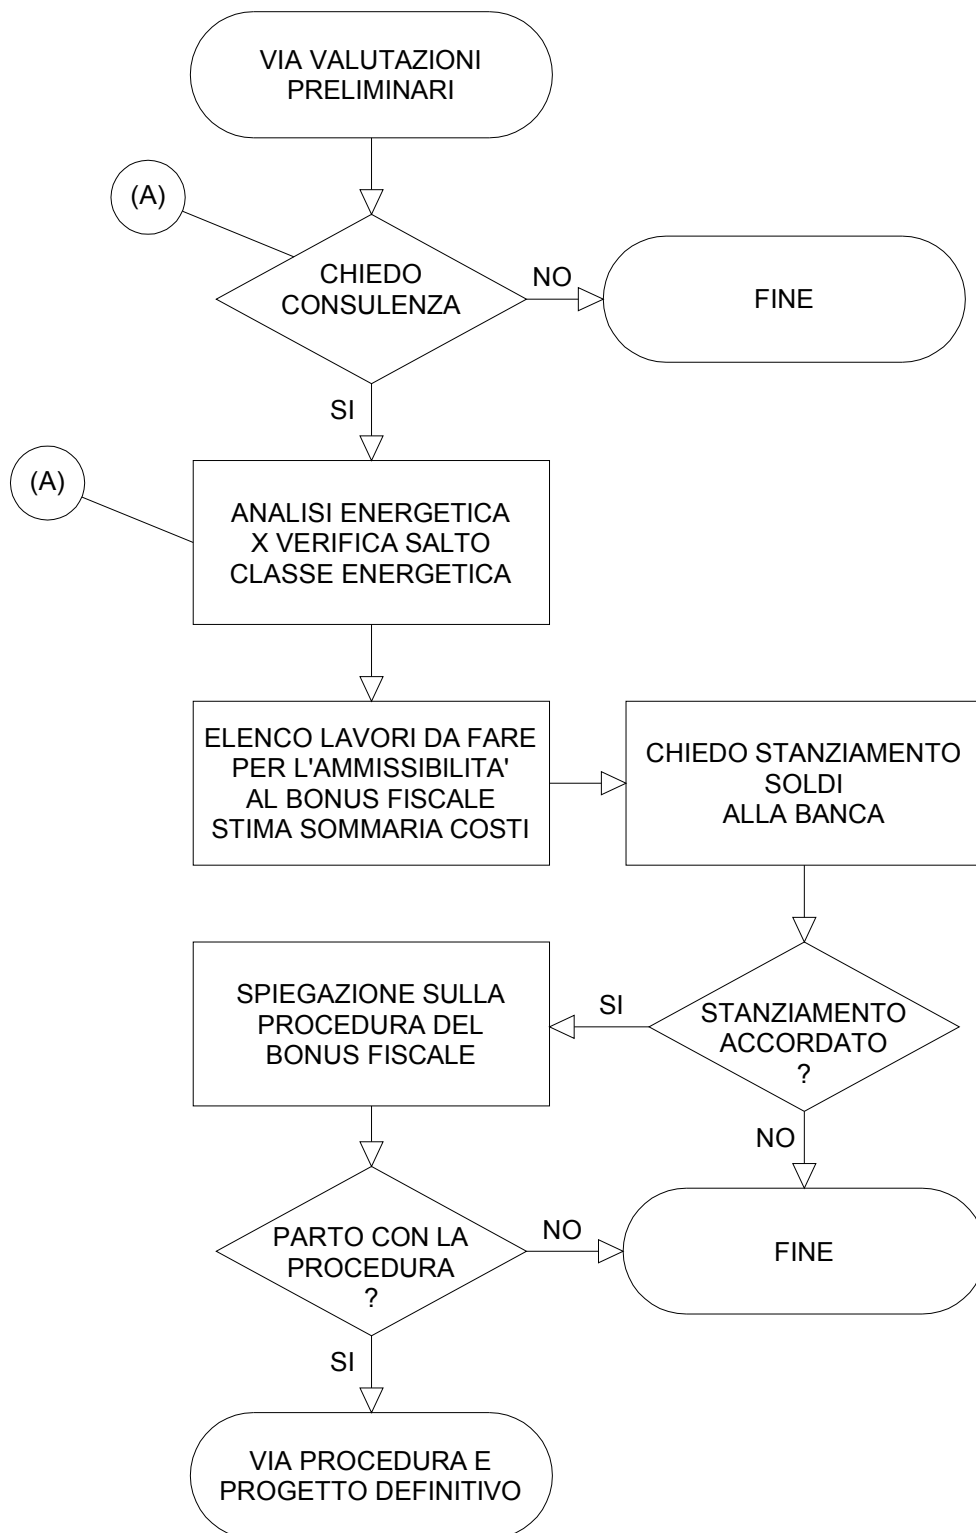 VIA VALUTAZIONI
PRELIMINARI
(A)
CHIEDO
CONSULENZA
NO
FINE
SI
(A)
ANALISI ENERGETICA
X VERIFICA SALTO
CLASSE ENERGETICA
ELENCO LAVORI DA FARE
PER L'AMMISSIBILITA'
AL BONUS FISCALE
STIMA SOMMARIA COSTI
CHIEDO STANZIAMENTO
SOLDI
ALLA BANCA
STANZIAMENTO
ACCORDATO
?
SI
NO
SPIEGAZIONE SULLA
PROCEDURA DEL
BONUS FISCALE
PARTO CON LA
PROCEDURA
?
NO
FINE
SI
VIA PROCEDURA E
PROGETTO DEFINITIVO